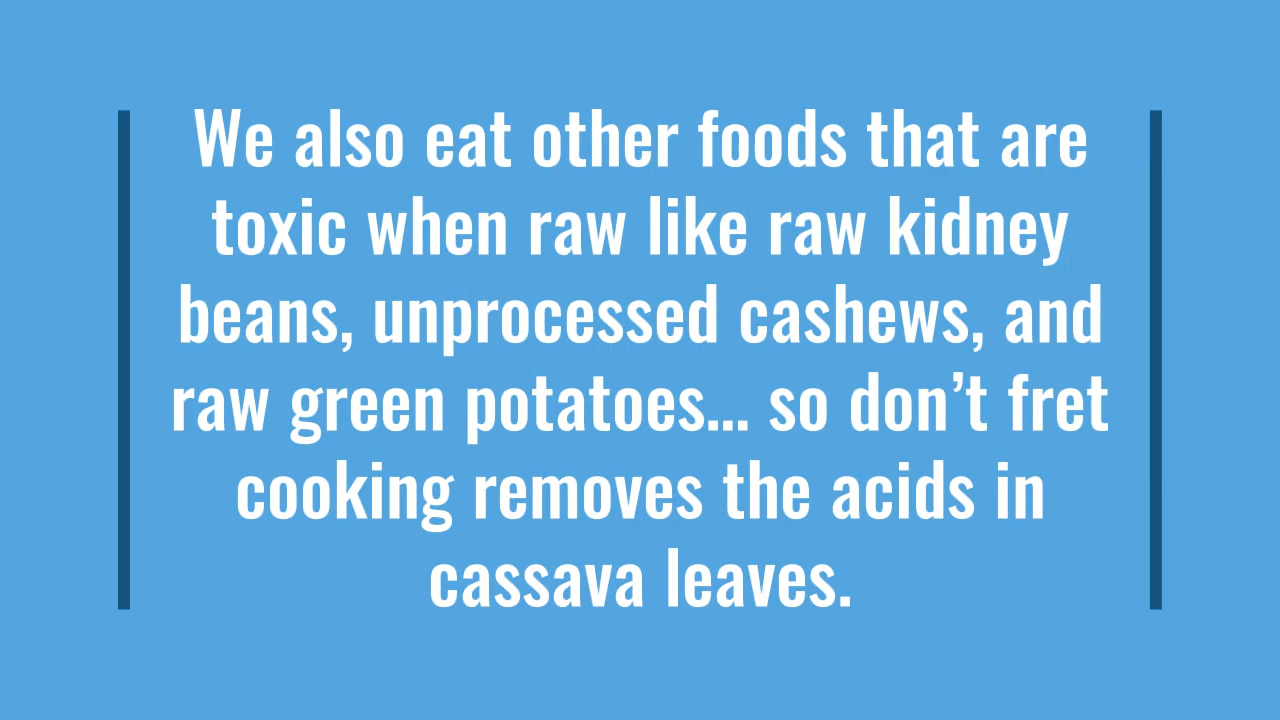 We also eat other foods that are
toxic when raw like raw kidney
beans, unprocessed cashews, and
raw green potatoes... so don’t fret
cooking removes the acids in
cassava leaves.